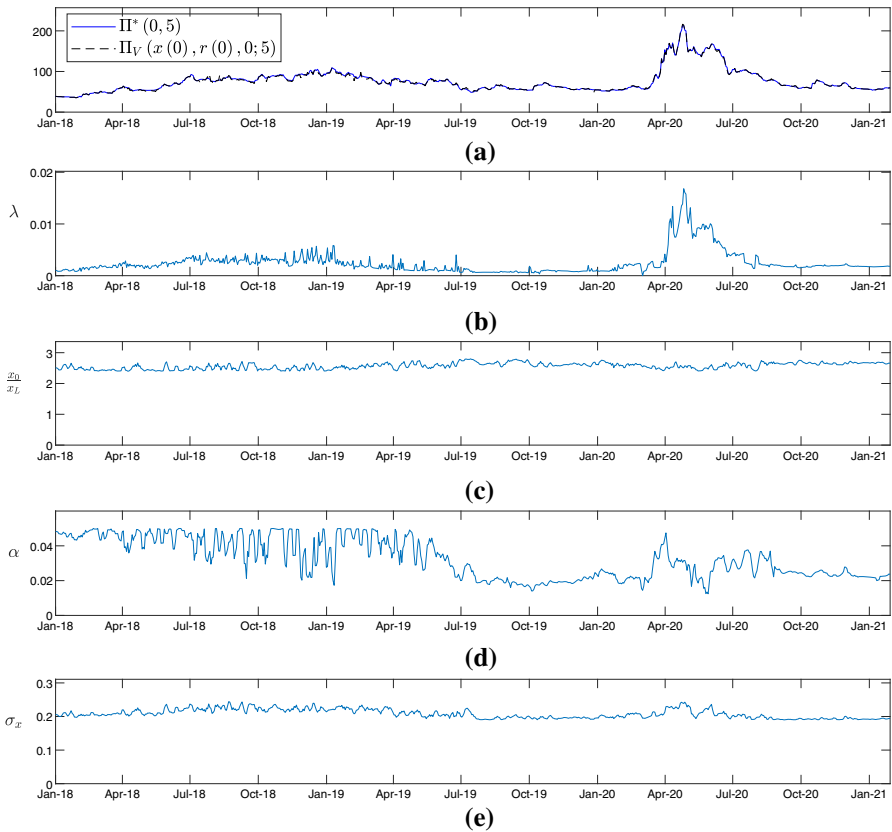 Π* (0, 5)
Π_V (x (0) , r (0) , 0; 5)
200
100
0
Jan-18 Apr-18 Jul-18 Oct-18 Jan-19 Apr-19 Jul-19 Oct-19 Jan-20 Apr-20 Jul-20 Oct-20 Jan-21
(a)
0.02
λ
0.01
0
Jan-18 Apr-18 Jul-18 Oct-18 Jan-19 Apr-19 Jul-19 Oct-19 Jan-20 Apr-20 Jul-20 Oct-20 Jan-21
(b)
3
2
x_0/x_L
1
0
Jan-18 Apr-18 Jul-18 Oct-18 Jan-19 Apr-19 Jul-19 Oct-19 Jan-20 Apr-20 Jul-20 Oct-20 Jan-21
(c)
0.04
α
0.02
0
Jan-18 Apr-18 Jul-18 Oct-18 Jan-19 Apr-19 Jul-19 Oct-19 Jan-20 Apr-20 Jul-20 Oct-20 Jan-21
(d)
0.3
0.2
σ_x
0.1
0
Jan-18 Apr-18 Jul-18 Oct-18 Jan-19 Apr-19 Jul-19 Oct-19 Jan-20 Apr-20 Jul-20 Oct-20 Jan-21
(e)